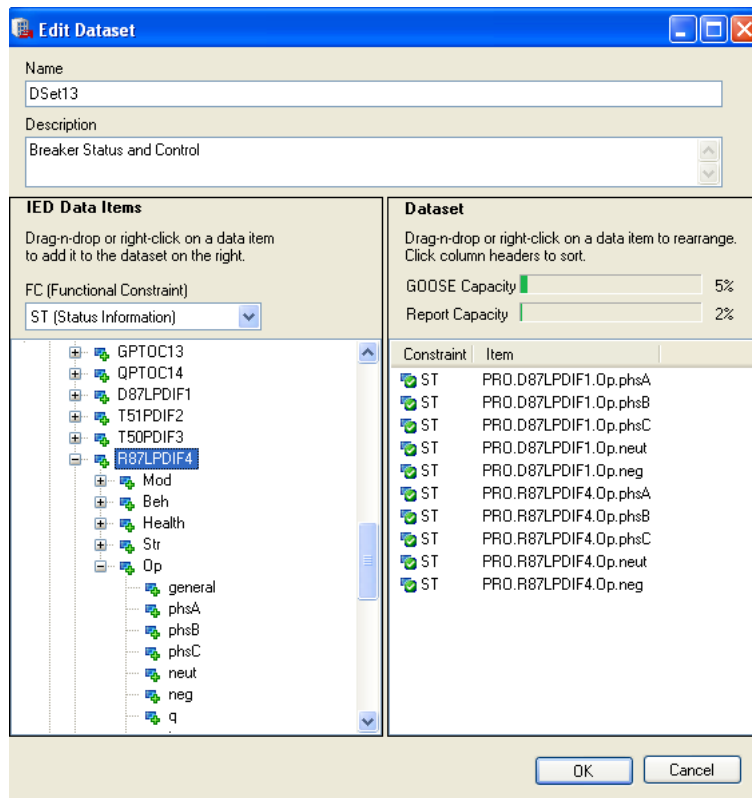 Edit Dataset
Name
DSet13
Description
Breaker Status and Control
IED Data Items
Drag-n-drop or right-click on a data item
to add it to the dataset on the right.
FC (Functional Constraint)
ST (Status Information)
GPTOC13
QPTOC14
D87LPDIF1
T51PDIF2
T50PDIF3
R87LPDIF4
Mod
Beh
Health
Str
Op
general
phsA
phsB
phsC
neut
neg
q
Dataset
Drag-n-drop or right-click on a data item to rearrange.
Click column headers to sort.
GOOSE Capacity 5%
Report Capacity 2%
Constraint Item
ST PRO.D87LPDIF1.Op.phsA
ST PRO.D87LPDIF1.Op.phsB
ST PRO.D87LPDIF1.Op.phsC
ST PRO.D87LPDIF1.Op.neut
ST PRO.D87LPDIF1.Op.neg
ST PRO.R87LPDIF4.Op.phsA
ST PRO.R87LPDIF4.Op.phsB
ST PRO.R87LPDIF4.Op.phsC
ST PRO.R87LPDIF4.Op.neut
ST PRO.R87LPDIF4.Op.neg
OK Cancel